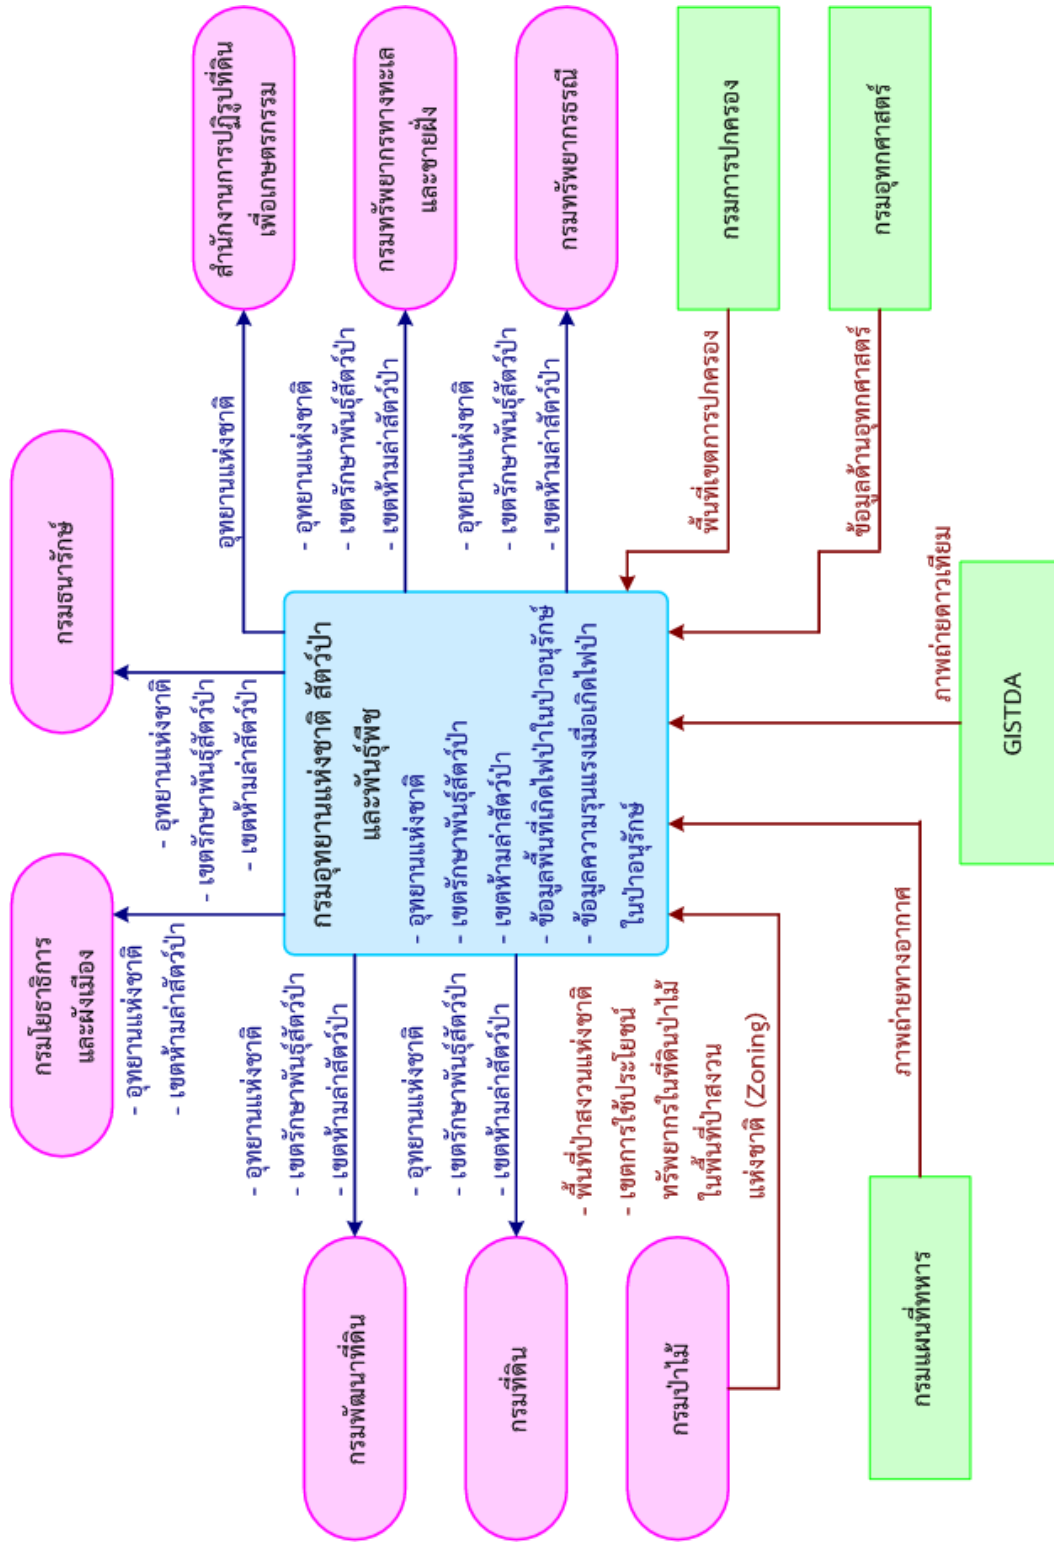 กรมโยธาธิการ
และผังเมือง
กรมธนารักษ์
- อุทยานแห่งชาติ
- เขตห้ามล่าสัตว์ป่า
- อุทยานแห่งชาติ
- เขตรักษาพันธุ์สัตว์ป่า
- เขตห้ามล่าสัตว์ป่า
อุทยานแห่งชาติ
สำนักงานการปฏิรูปที่ดิน
เพื่อเกษตรกรรม
กรมพัฒนาที่ดิน
- อุทยานแห่งชาติ
- เขตรักษาพันธุ์สัตว์ป่า
- เขตห้ามล่าสัตว์ป่า
กรมอุทยานแห่งชาติ สัตว์ป่า
และพันธุ์พืช
- อุทยานแห่งชาติ
- เขตรักษาพันธุ์สัตว์ป่า
- เขตห้ามล่าสัตว์ป่า
- ข้อมูลพื้นที่เกิดไฟป่าในป่าอนุรักษ์
- ข้อมูลความรุนแรงเมื่อเกิดไฟป่า
ในป่าอนุรักษ์
- อุทยานแห่งชาติ
- เขตรักษาพันธุ์สัตว์ป่า
- เขตห้ามล่าสัตว์ป่า
กรมทรัพยากรทางทะเล
และชายฝั่ง
กรมที่ดิน
- อุทยานแห่งชาติ
- เขตรักษาพันธุ์สัตว์ป่า
- เขตห้ามล่าสัตว์ป่า
- อุทยานแห่งชาติ
- เขตรักษาพันธุ์สัตว์ป่า
- เขตห้ามล่าสัตว์ป่า
กรมทรัพยากรธรณี
กรมป่าไม้
- พื้นที่ป่าสงวนแห่งชาติ
- เขตการใช้ประโยชน์
ทรัพยากรในที่ดินป่าไม้
ในพื้นที่ป่าสงวน
แห่งชาติ (Zoning)
พื้นที่เขตการปกครอง
กรมการปกครอง
ข้อมูลด้านอุทกศาสตร์
กรมอุทกศาสตร์
ภาพถ่ายทางอากาศ
กรมแผนที่ทหาร
ภาพถ่ายดาวเทียม
GISTDA